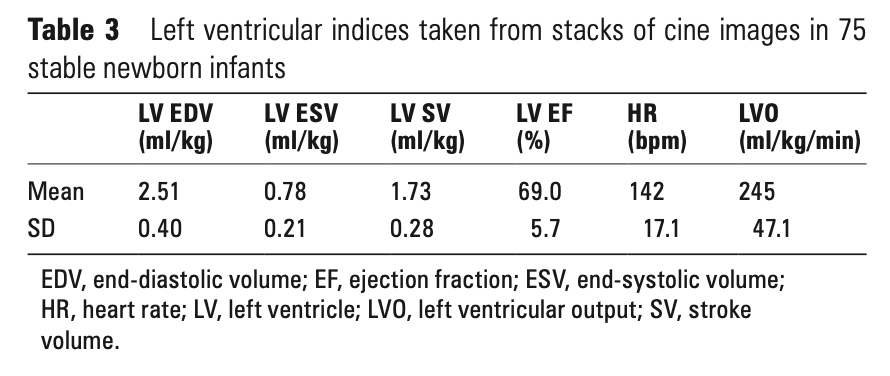 Table 3 Left ventricular indices taken from stacks of cine images in 75
stable newborn infants
LV EDV LV ESV LV SV LV EF HR LVO
(ml/kg) (ml/kg) (ml/kg) (%) (bpm) (ml/kg/min)
Mean 2.51 0.78 1.73 69.0 142 245
SD 0.40 0.21 0.28 5.7 17.1 47.1
EDV, end-diastolic volume; EF, ejection fraction; ESV, end-systolic volume;
HR, heart rate; LV, left ventricle; LVO, left ventricular output; SV, stroke
volume.